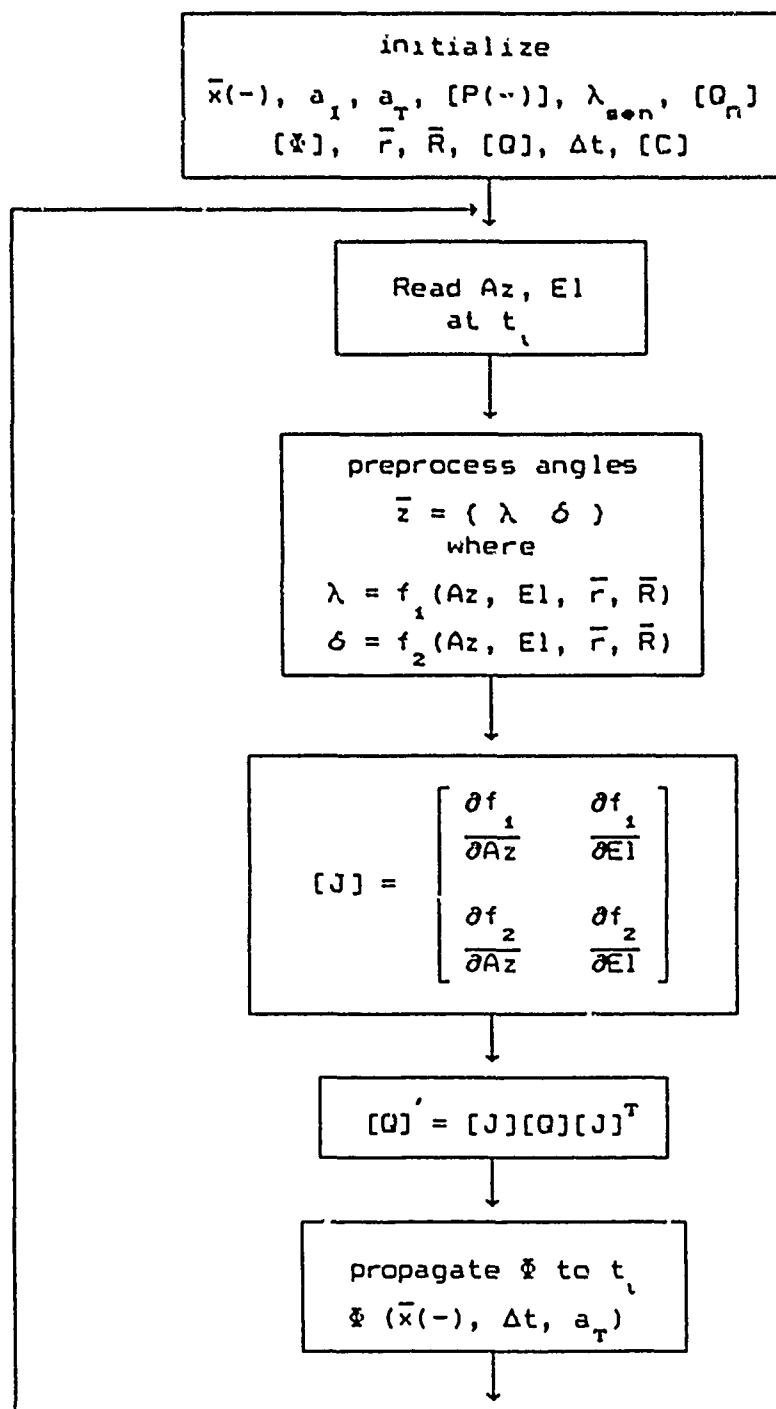 initialize
x̄(-), a_I, a_T, [P(-)], λ_sen, [Q_n]
[Φ], r̄, R̄, [Q], Δt, [C]
Read Az, El
at t_i
preprocess angles
z̄ = ( λ δ )
where
λ = f_1(Az, El, r̄, R̄)
δ = f_2(Az, El, r̄, R̄)
[J] = [ ∂f_1/∂Az ∂f_1/∂El
∂f_2/∂Az ∂f_2/∂El ]
[Q]' = [J][Q][J]^T
propagate Φ to t_i
Φ (x̄(-), Δt, a_T)